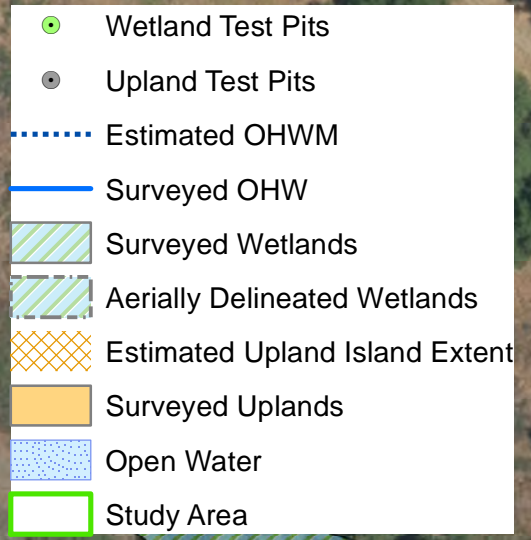 Wetland Test Pits
Upland Test Pits
Estimated OHWM
Surveyed OHW
Surveyed Wetlands
Aerially Delineated Wetlands
Estimated Upland Island Extent
Surveyed Uplands
Open Water
Study Area